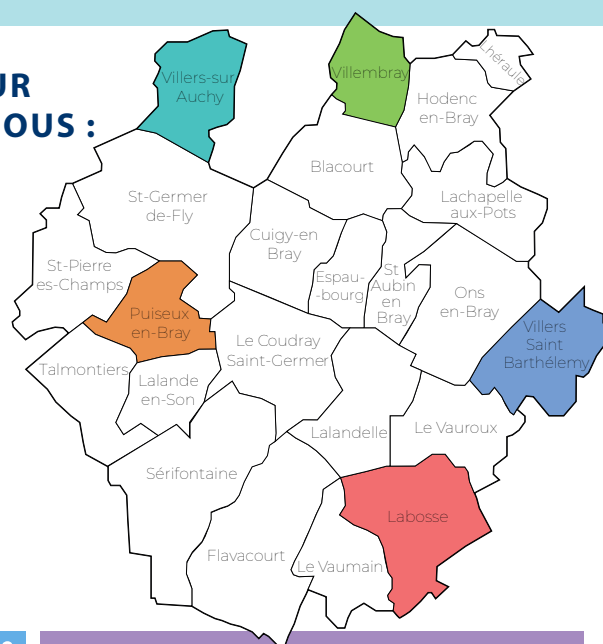 UR
OUS :
Villers-sur
Auchy
Villembray
Lhéraule
Hodenc
en-Bray
Blacourt
St-Germer
de-Fly
Lachapelle
aux-Pots
Cuigy-en
Bray
St-Pierre
es-Champs
Espau-
-bourg
St
Aubin
en
Bray
Ons
en-Bray
Puiseux
en-Bray
Villers
Saint
Barthélemy
Le Coudray
Saint-Germer
Talmontiers
Lalande
en-Son
Lalandelle
Le Vauroux
Sérifontaine
Labosse
Flavacourt
Le Vaumain